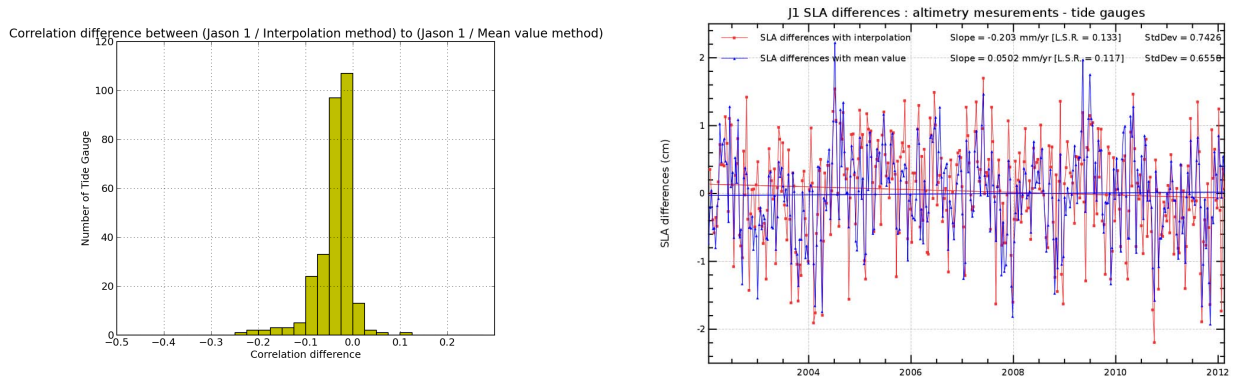 Correlation difference between (Jason 1 / Interpolation method) to (Jason 1 / Mean value method)
120
100
80
60
40
20
0
Number of Tide Gauge
−0.5 −0.4 −0.3 −0.2 −0.1 0.0 0.1 0.2
Correlation difference
J1 SLA differences : altimetry mesurements - tide gauges
SLA differences with interpolation Slope = -0.203 mm/yr [L.S.R. = 0.133] StdDev = 0.7426
SLA differences with mean value Slope = 0.0502 mm/yr [L.S.R. = 0.117] StdDev = 0.6558
2
1
0
-1
-2
SLA differences (cm)
2004 2006 2008 2010 2012